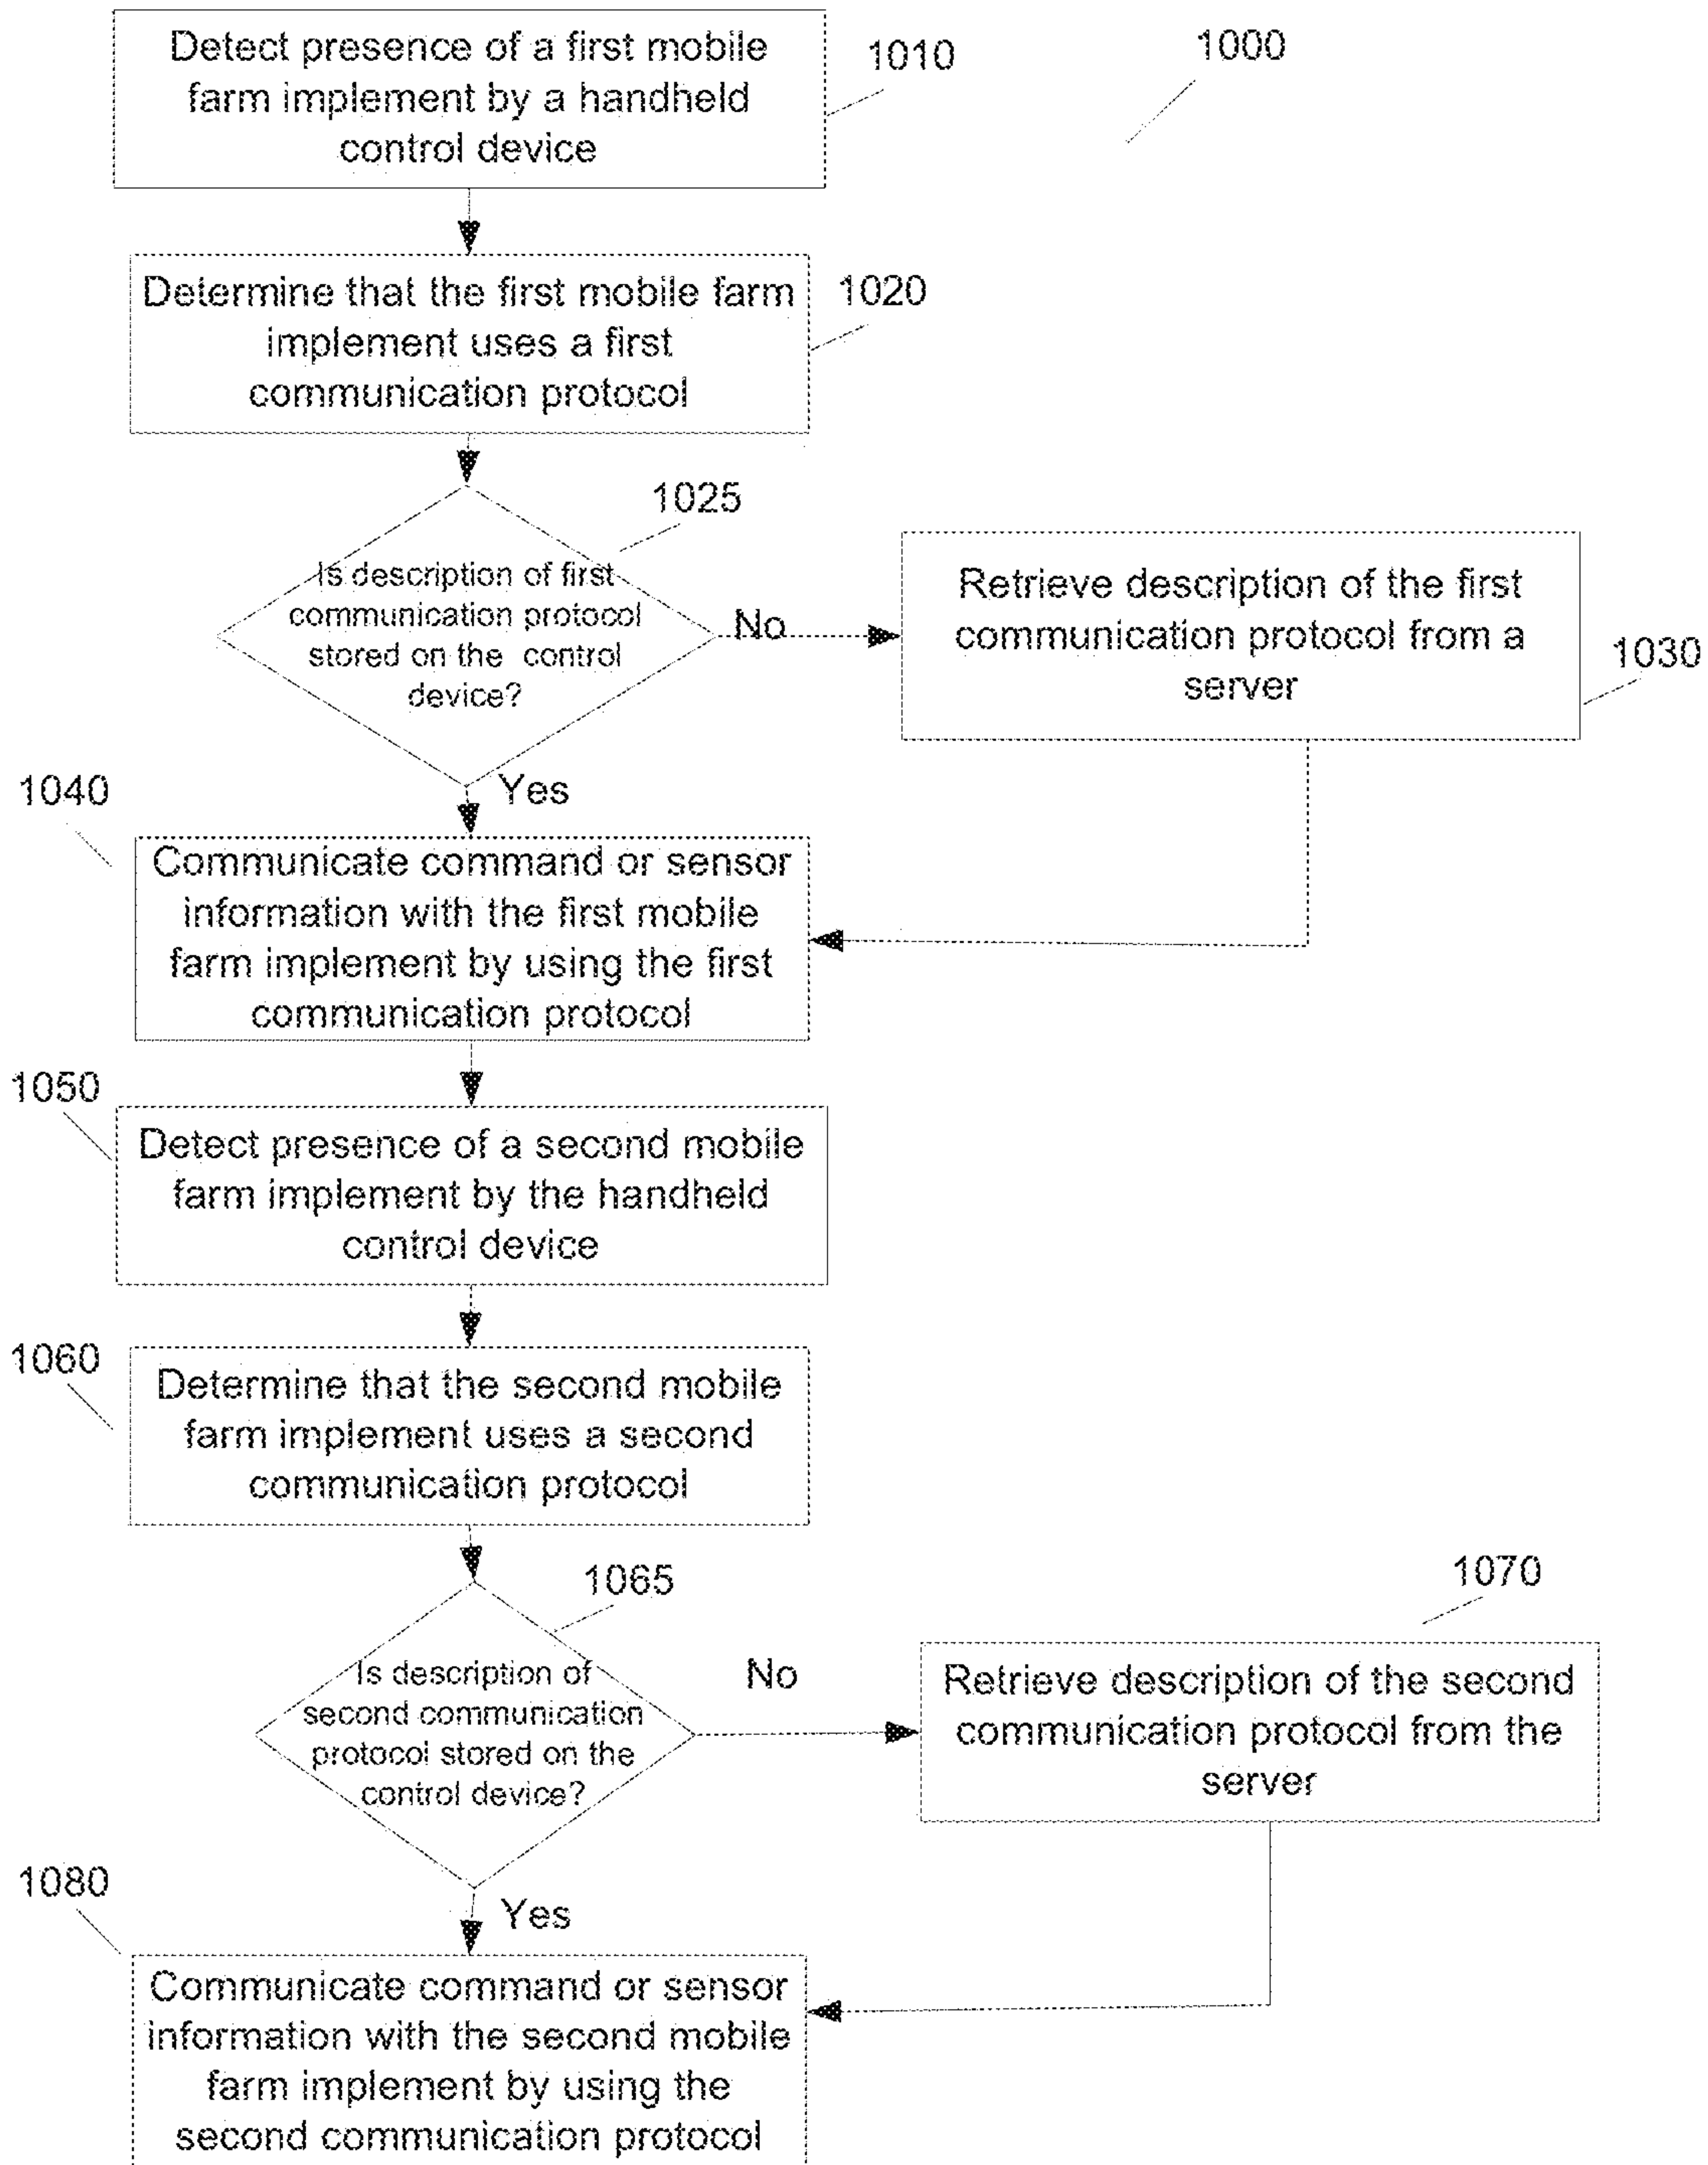 Detect presence of a first mobile
farm implement by a handheld
control device
1010
1000
Determine that the first mobile farm
implement uses a first
communication protocol
1020
1025
Is description of first
communication protocol
stored on the control
device?
No
Retrieve description of the first
communication protocol from a
server
1030
Yes
1040
Communicate command or sensor
information with the first mobile
farm implement by using the first
communication protocol
1050
Detect presence of a second mobile
farm implement by the handheld
control device
1060
Determine that the second mobile
farm implement uses a second
communication protocol
1065
Is description of
second communication
protocol stored on the
control device?
No
1070
Retrieve description of the second
communication protocol from the
server
Yes
1080
Communicate command or sensor
information with the second mobile
farm implement by using the
second communication protocol